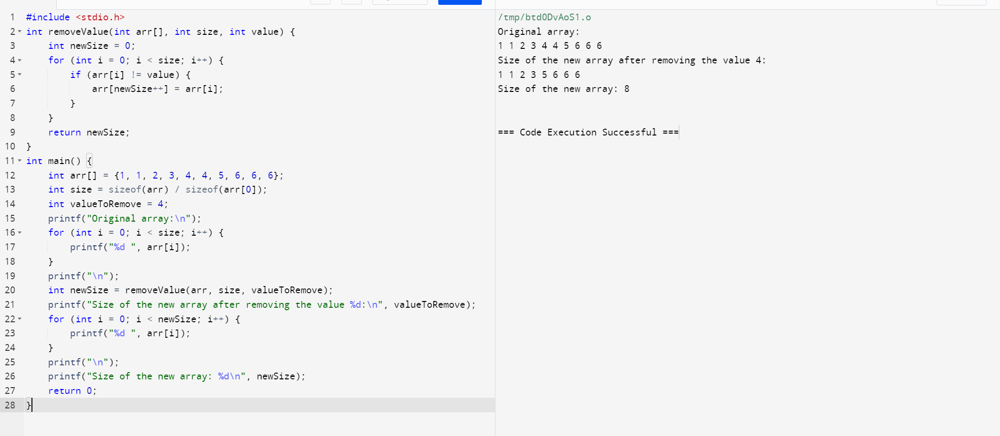 1 #include <stdio.h>
2 int removeValue(int arr[], int size, int value) {
3     int newSize = 0;
4     for (int i = 0; i < size; i++) {
5         if (arr[i] != value) {
6             arr[newSize++] = arr[i];
7         }
8     }
9     return newSize;
10 }
11 int main() {
12     int arr[] = {1, 1, 2, 3, 4, 4, 5, 6, 6, 6};
13     int size = sizeof(arr) / sizeof(arr[0]);
14     int valueToRemove = 4;
15     printf("Original array:\n");
16     for (int i = 0; i < size; i++) {
17         printf("%d ", arr[i]);
18     }
19     printf("\n");
20     int newSize = removeValue(arr, size, valueToRemove);
21     printf("Size of the new array after removing the value %d:\n", valueToRemove);
22     for (int i = 0; i < newSize; i++) {
23         printf("%d ", arr[i]);
24     }
25     printf("\n");
26     printf("Size of the new array: %d\n", newSize);
27     return 0;
28 }
/tmp/btd0DvAoS1.o
Original array:
1 1 2 3 4 4 5 6 6 6
Size of the new array after removing the value 4:
1 1 2 3 5 6 6 6
Size of the new array: 8
=== Code Execution Successful ===